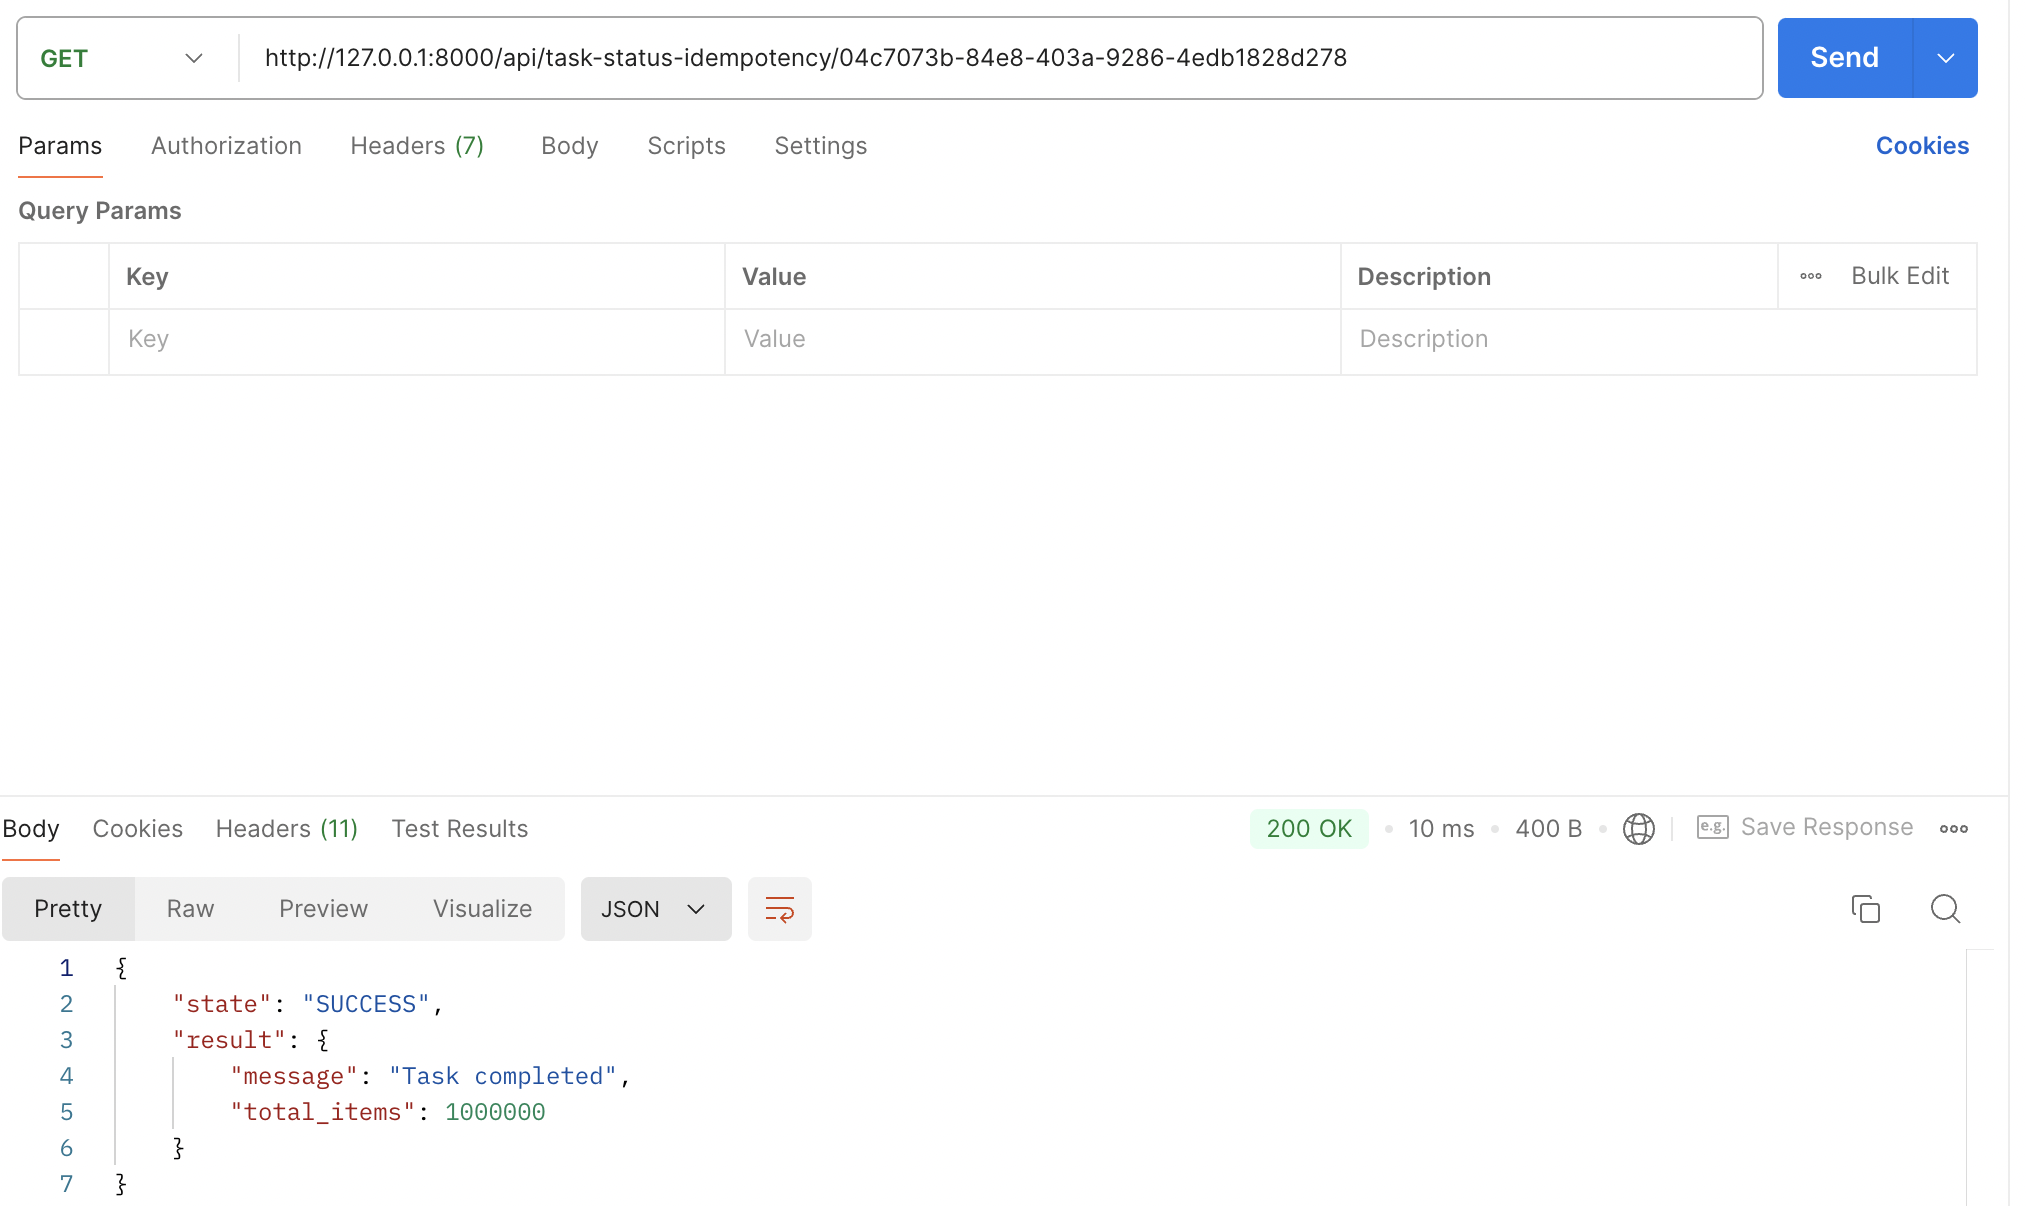 GET http://127.0.0.1:8000/api/task-status-idempotency/04c7073b-84e8-403a-9286-4edb1828d278 Send
Params Authorization Headers (7) Body Scripts Settings Cookies
Query Params
Key Value Description Bulk Edit
Key Value Description
Body Cookies Headers (11) Test Results 200 OK • 10 ms • 400 B • e.g. Save Response
Pretty Raw Preview Visualize JSON
1 {
2 "state": "SUCCESS",
3 "result": {
4 "message": "Task completed",
5 "total_items": 1000000
6 }
7 }